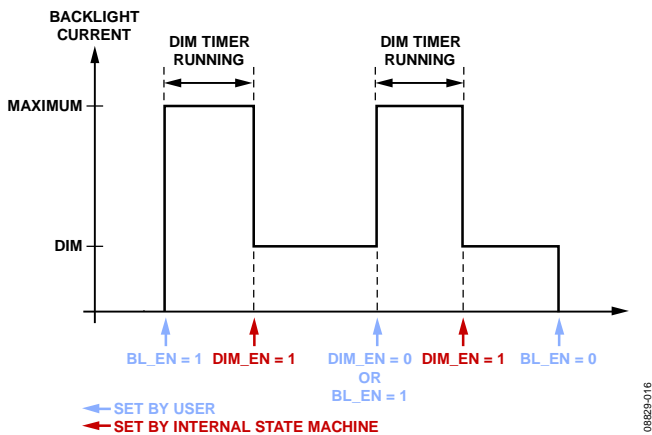 BACKLIGHT
CURRENT
DIM TIMER
RUNNING
DIM TIMER
RUNNING
MAXIMUM
DIM
BL_EN = 1
DIM_EN = 1
DIM_EN = 0
OR
BL_EN = 1
DIM_EN = 1
BL_EN = 0
SET BY USER
SET BY INTERNAL STATE MACHINE
08829-016